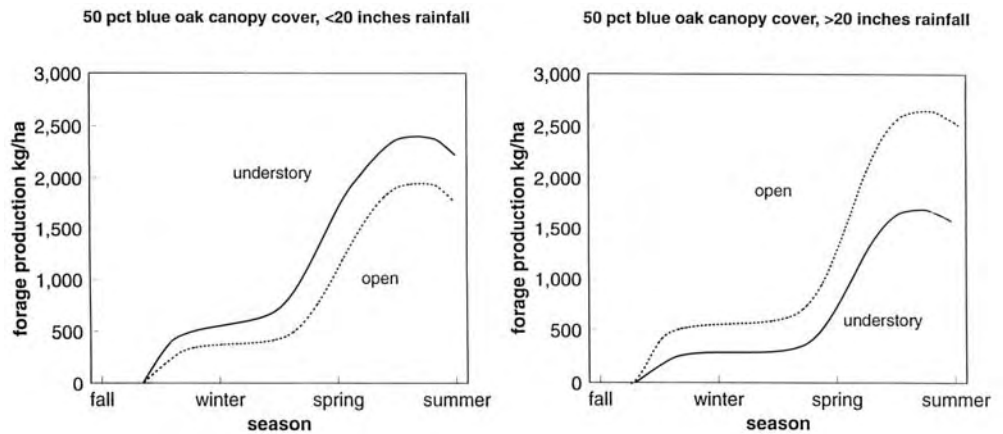 50 pct blue oak canopy cover, <20 inches rainfall
3,000
2,500
2,000
1,500
1,000
500
0
forage production kg/ha
understory
open
fall
winter
spring
summer
season
50 pct blue oak canopy cover, >20 inches rainfall
3,000
2,500
2,000
1,500
1,000
500
0
forage production kg/ha
open
understory
fall
winter
spring
summer
season